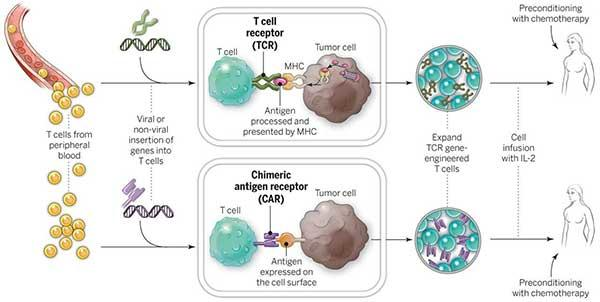 T cells from
peripheral
blood
Viral or
non-viral
insertion of
genes into
T cells
T cell
receptor
(TCR)
T cell
MHC
Tumor cell
Antigen
processed and
presented by MHC
Chimeric
antigen receptor
(CAR)
T cell
Tumor cell
Antigen
expressed on
the cell surface
Expand
TCR gene-
engineered
T cells
Cell
infusion
with IL-2
Preconditioning
with chemotherapy
Preconditioning
with chemotherapy